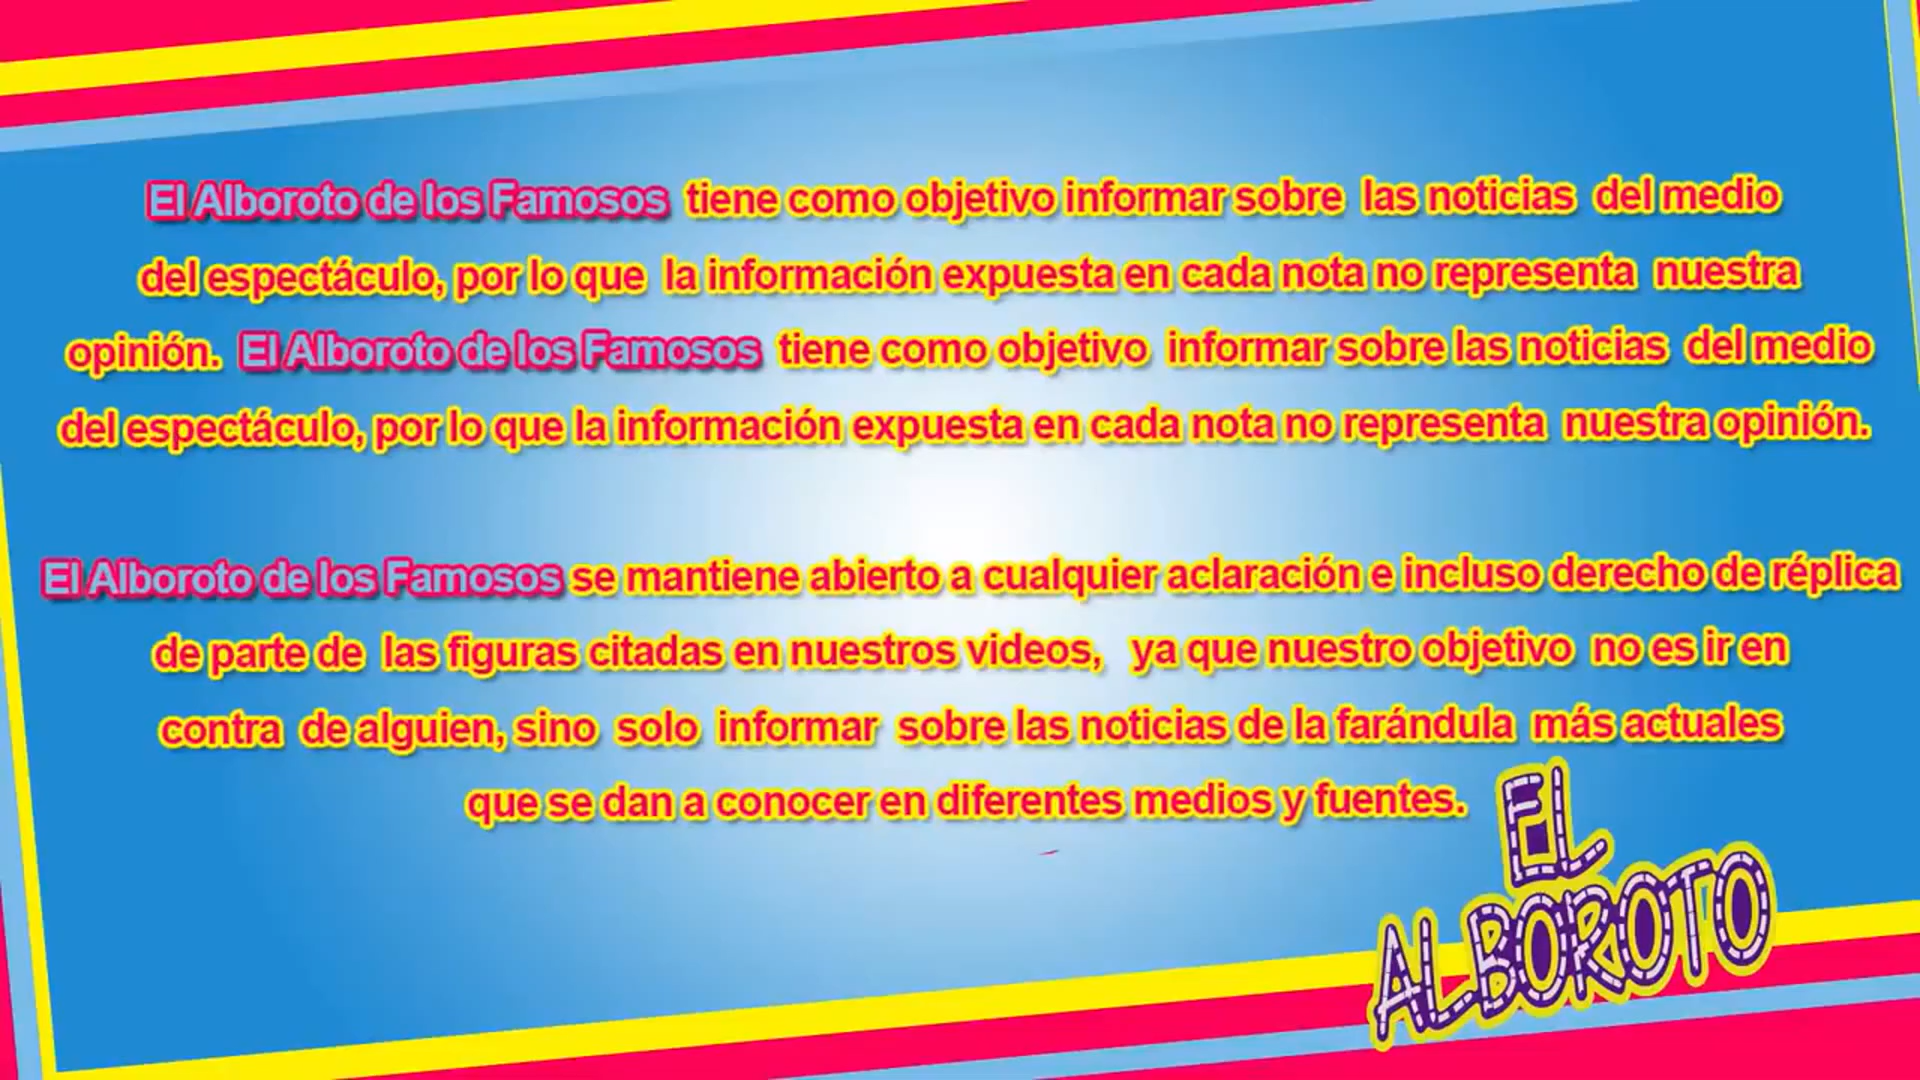 El Alboroto de los Famosos tiene como objetivo informar sobre las noticias del medio
del espectáculo, por lo que la información expuesta en cada nota no representa nuestra
opinión. El Alboroto de los Famosos tiene como objetivo informar sobre las noticias del medio
del espectáculo, por lo que la información expuesta en cada nota no representa nuestra opinión.
El Alboroto de los Famosos se mantiene abierto a cualquier aclaración e incluso derecho de réplica
de parte de las figuras citadas en nuestros videos, ya que nuestro objetivo no es ir en
contra de alguien, sino solo informar sobre las noticias de la farándula más actuales
que se dan a conocer en diferentes medios y fuentes.
EL
ALBOROTO